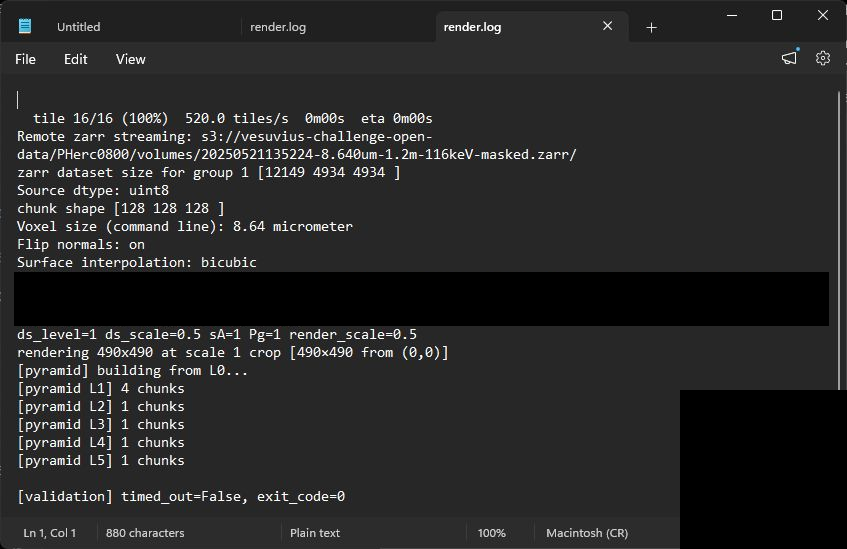 Untitled
render.log
render.log
File
Edit
View
tile 16/16 (100%)  520.0 tiles/s  0m00s  eta 0m00s
Remote zarr streaming: s3://vesuvius-challenge-open-
data/PHerc0800/volumes/20250521135224-8.640um-1.2m-116keV-masked.zarr/
zarr dataset size for group 1 [12149 4934 4934 ]
Source dtype: uint8
chunk shape [128 128 128 ]
Voxel size (command line): 8.64 micrometer
Flip normals: on
Surface interpolation: bicubic
ds_level=1 ds_scale=0.5 sA=1 Pg=1 render_scale=0.5
rendering 490x490 at scale 1 crop [490×490 from (0,0)]
[pyramid] building from L0...
[pyramid L1] 4 chunks
[pyramid L2] 1 chunks
[pyramid L3] 1 chunks
[pyramid L4] 1 chunks
[pyramid L5] 1 chunks
[validation] timed_out=False, exit_code=0
Ln 1, Col 1
880 characters
Plain text
100%
Macintosh (CR)